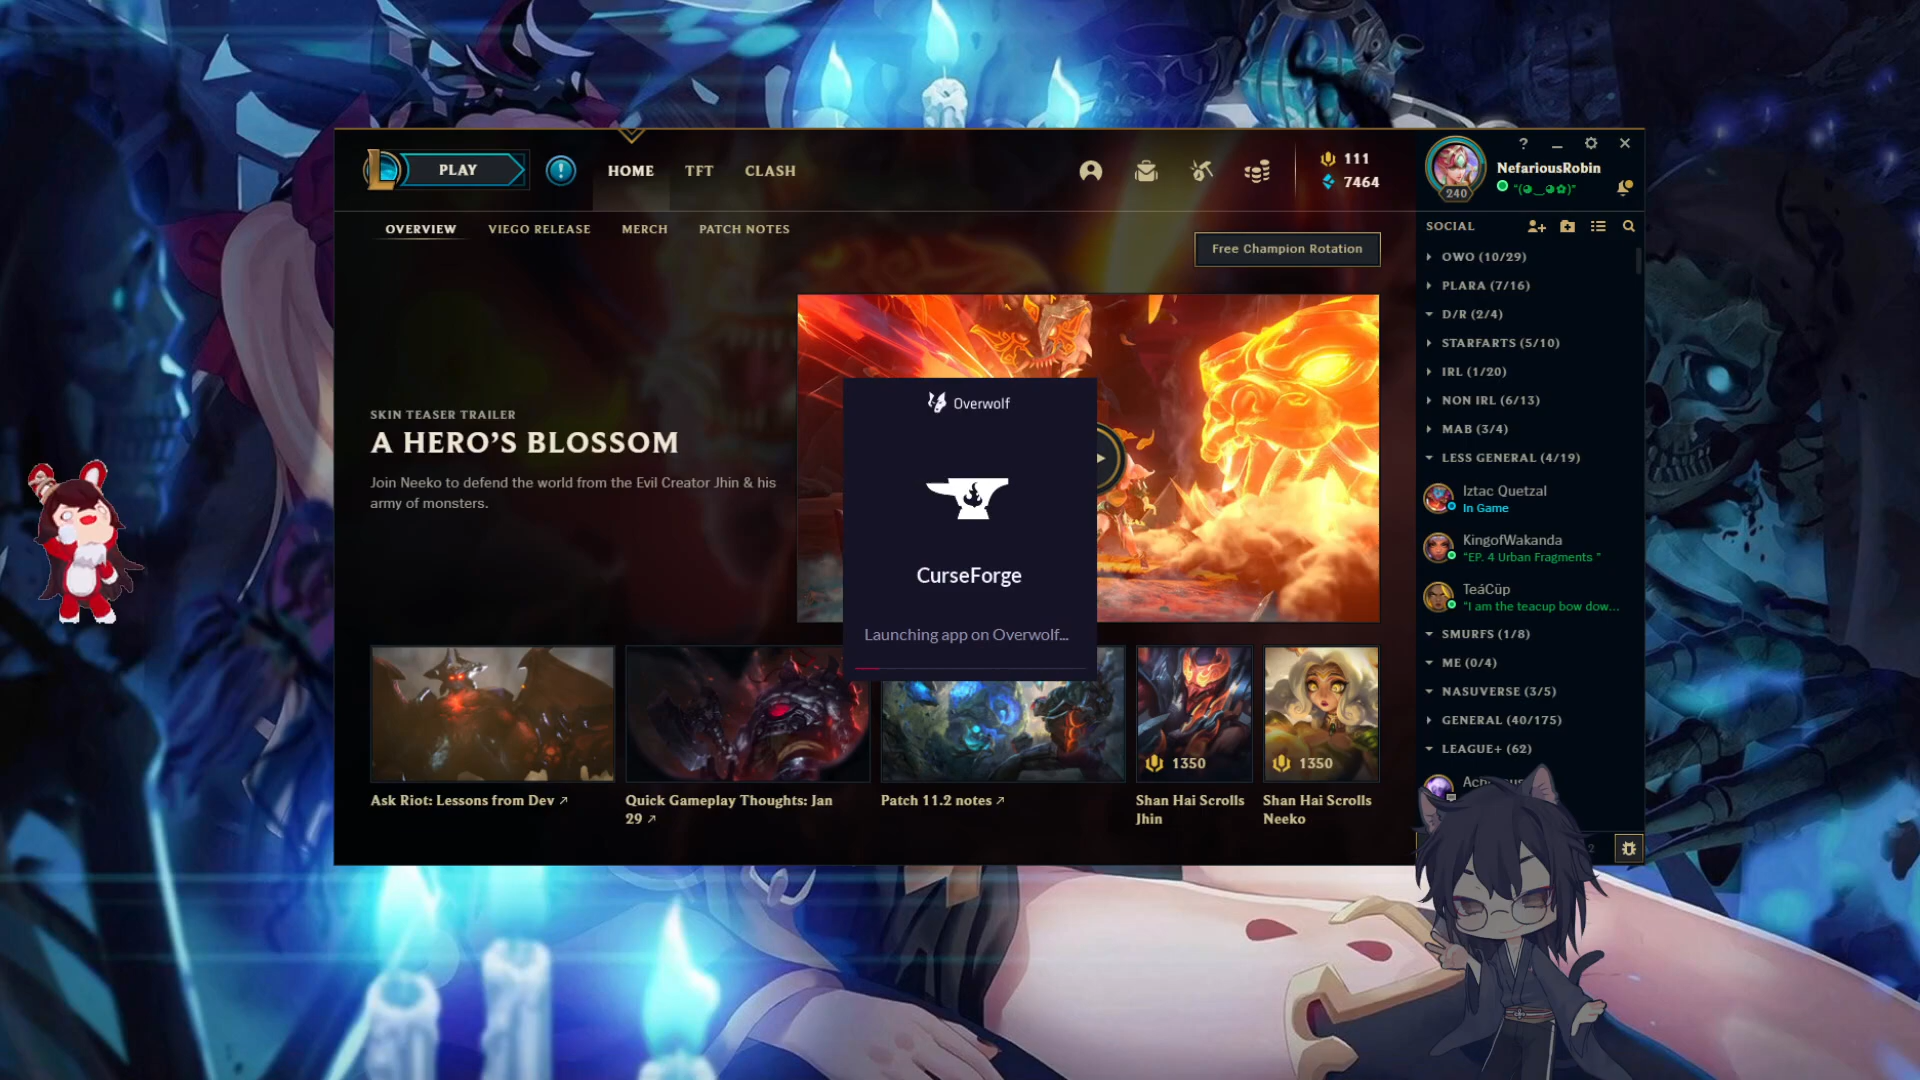 PLAY
HOME
TFT
CLASH
111
7464
240
NefariousRobin
OVERVIEW
VIEGO RELEASE
MERCH
PATCH NOTES
Free Champion Rotation
SKIN TEASER TRAILER
A HERO'S BLOSSOM
Join Neeko to defend the world from the Evil Creator Jhin & his
army of monsters.
Overwolf
CurseForge
Launching app on Overwolf...
1350
1350
Ask Riot: Lessons from Dev
Quick Gameplay Thoughts: Jan
29
Patch 11.2 notes
Shan Hai Scrolls
Jhin
Shan Hai Scrolls
Neeko
SOCIAL
OWO (10/29)
PLARA (7/16)
D/R (2/4)
STARFARTS (5/10)
IRL (1/20)
NON IRL (6/13)
MAB (3/4)
LESS GENERAL (4/19)
Iztac Quetzal
In Game
KingofWakanda
"EP. 4 Urban Fragments "
TeáCüp
"I am the teacup bow dow...
SMURFS (1/8)
ME (0/4)
NASUVERSE (3/5)
GENERAL (40/175)
LEAGUE+ (62)